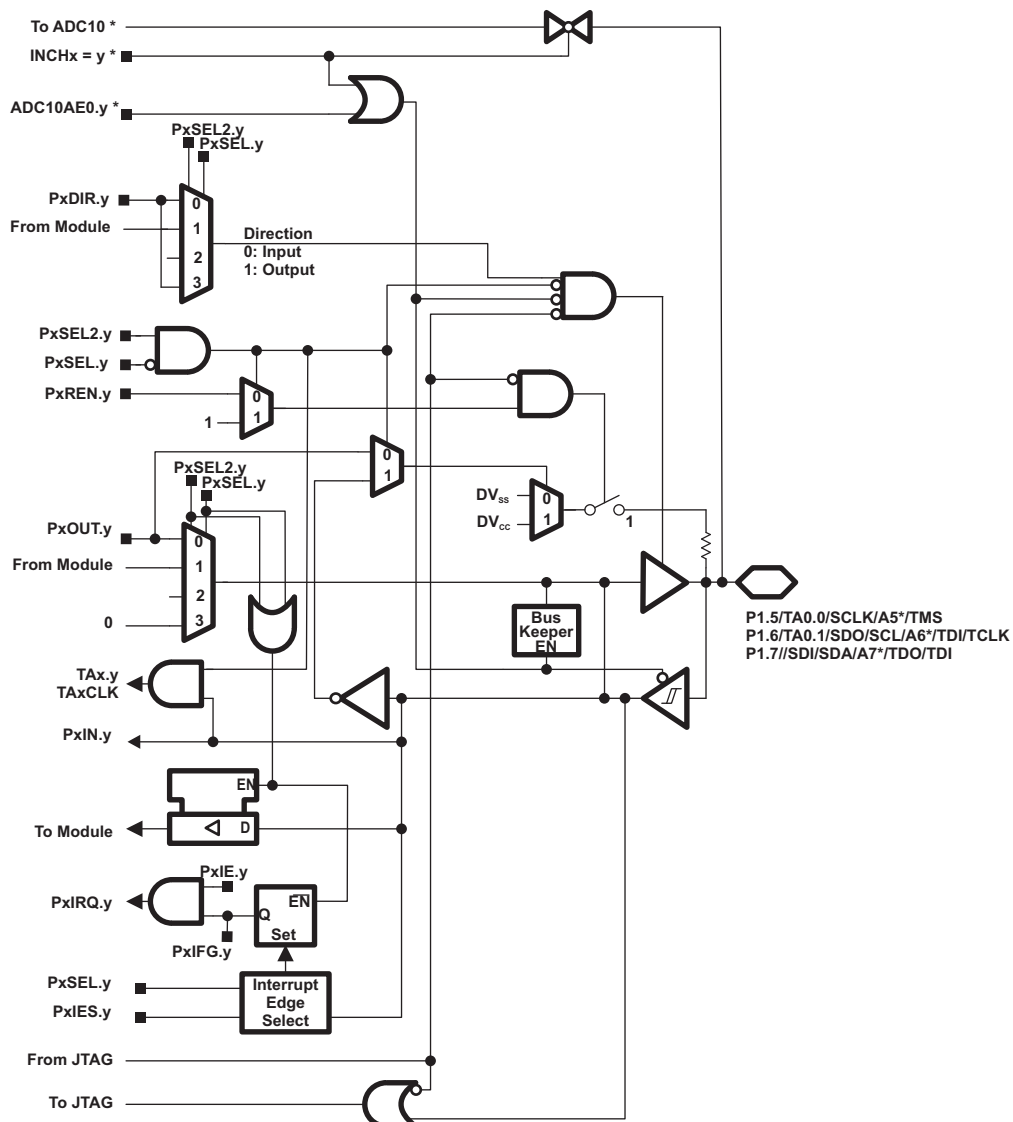 To ADC10 *
INCHx = y *
ADC10AE0.y *
PxSEL2.y
PxSEL.y
PxDIR.y
0
From Module
1
Direction
0: Input
2
1: Output
3
PxSEL2.y
PxSEL.y
PxREN.y
0
1
1
0
1
PxSEL2.y
PxSEL.y
DVSS
0
DVCC
1
1
PxOUT.y
0
From Module
1
2
0
3
Bus
Keeper
EN
P1.5/TA0.0/SCLK/A5*/TMS
P1.6/TA0.1/SDO/SCL/A6*/TDI/TCLK
P1.7//SDI/SDA/A7*/TDO/TDI
TAx.y
TAxCLK
PxIN.y
EN
To Module
D
PxIE.y
PxIRQ.y
EN
Q
Set
PxIFG.y
PxSEL.y
PxIES.y
Interrupt
Edge
Select
From JTAG
To JTAG